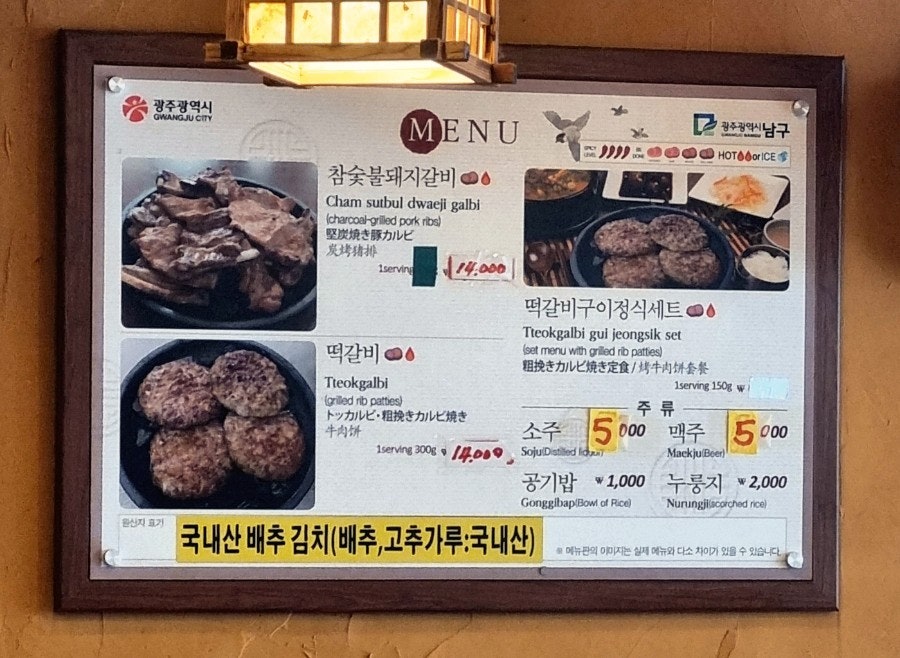 광주광역시
GWANGJU CITY
MENU
광주광역시 남구
GWANGJU NAMGU
SPICY LEVEL
HOT or ICE
참숯불돼지갈비
Cham sutbul dwaeji galbi
(charcoal-grilled pork ribs)
堅炭焼き豚カルビ
炭烤猪排
1serving
14.000
떡갈비
Tteokgalbi
(grilled rib patties)
トッカルビ・粗挽きカルビ焼き
牛肉饼
1serving 300g ₩ 14.000
떡갈비구이정식세트
Tteokgalbi gui jeongsik set
(set menu with grilled rib patties)
粗挽きカルビ焼き定食 / 烤牛肉饼套餐
1serving 150g ₩
주 류
소주 5000
Soju(Distilled liquor)
맥주 5000
Maekju(Beer)
공기밥 ₩1,000
Gonggibap(Bowl of Rice)
누룽지 ₩2,000
Nurungji(scorched rice)
원산지 표기
국내산 배추 김치(배추,고추가루:국내산)
※ 메뉴판의 이미지는 실제 메뉴와 다소 차이가 있을 수 있습니다.